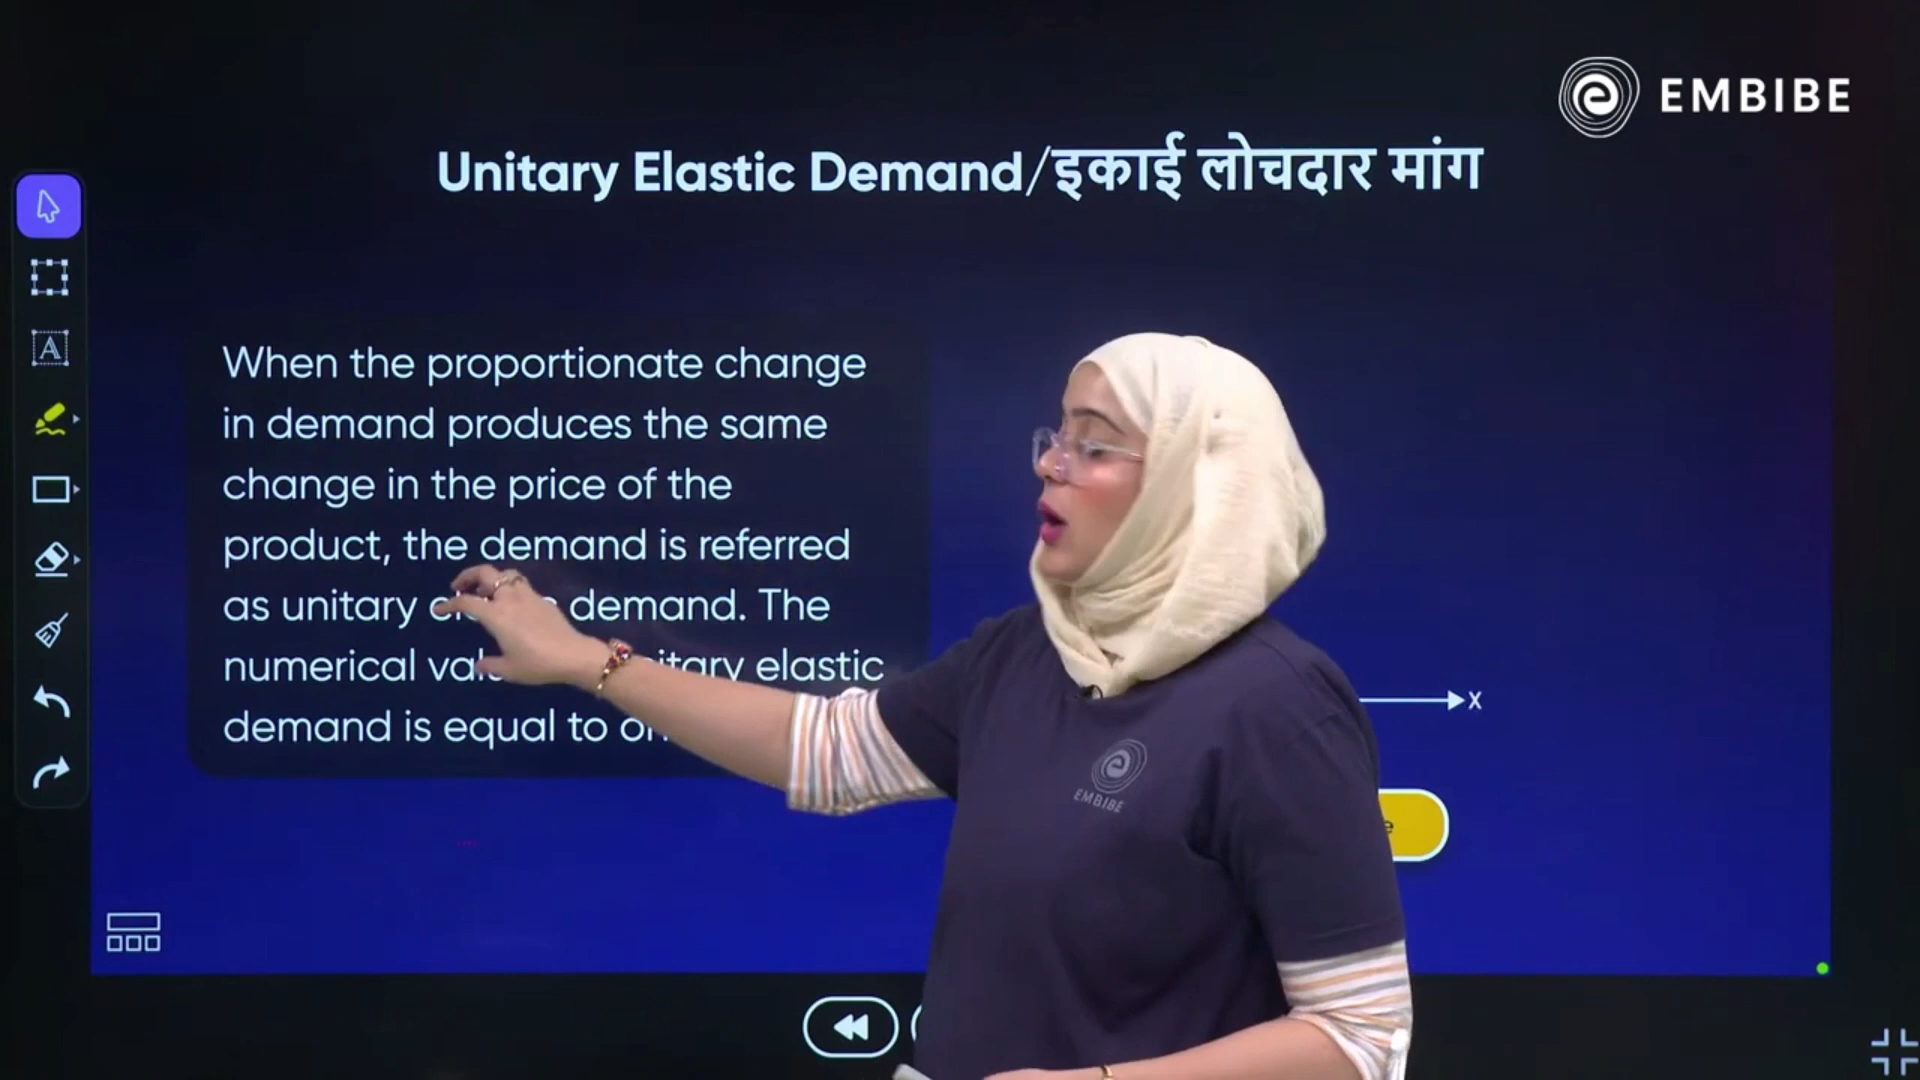 EMBIBE
Unitary Elastic Demand/इकाई लोचदार मांग
When the proportionate change
in demand produces the same
change in the price of the
product, the demand is referred
as unitary demand. The
numerical elastic
demand is equal to
X
EMBIBE